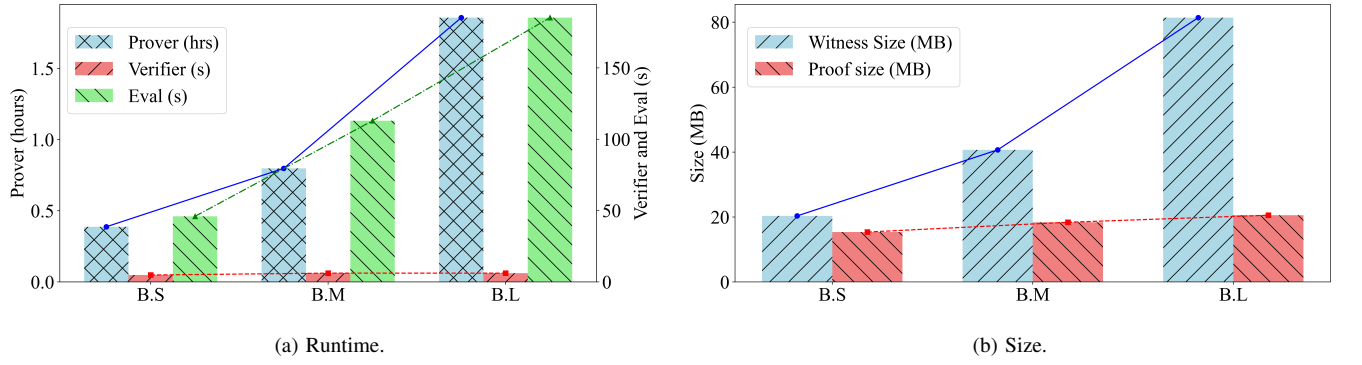 Prover (hrs)
Verifier (s)
Eval (s)
Prover (hours)
1.5
1.0
0.5
0.0
B.S
B.M
B.L
150
100
50
0
Verifier and Eval (s)
(a) Runtime.
Witness Size (MB)
Proof size (MB)
Size (MB)
80
60
40
20
0
B.S
B.M
B.L
(b) Size.